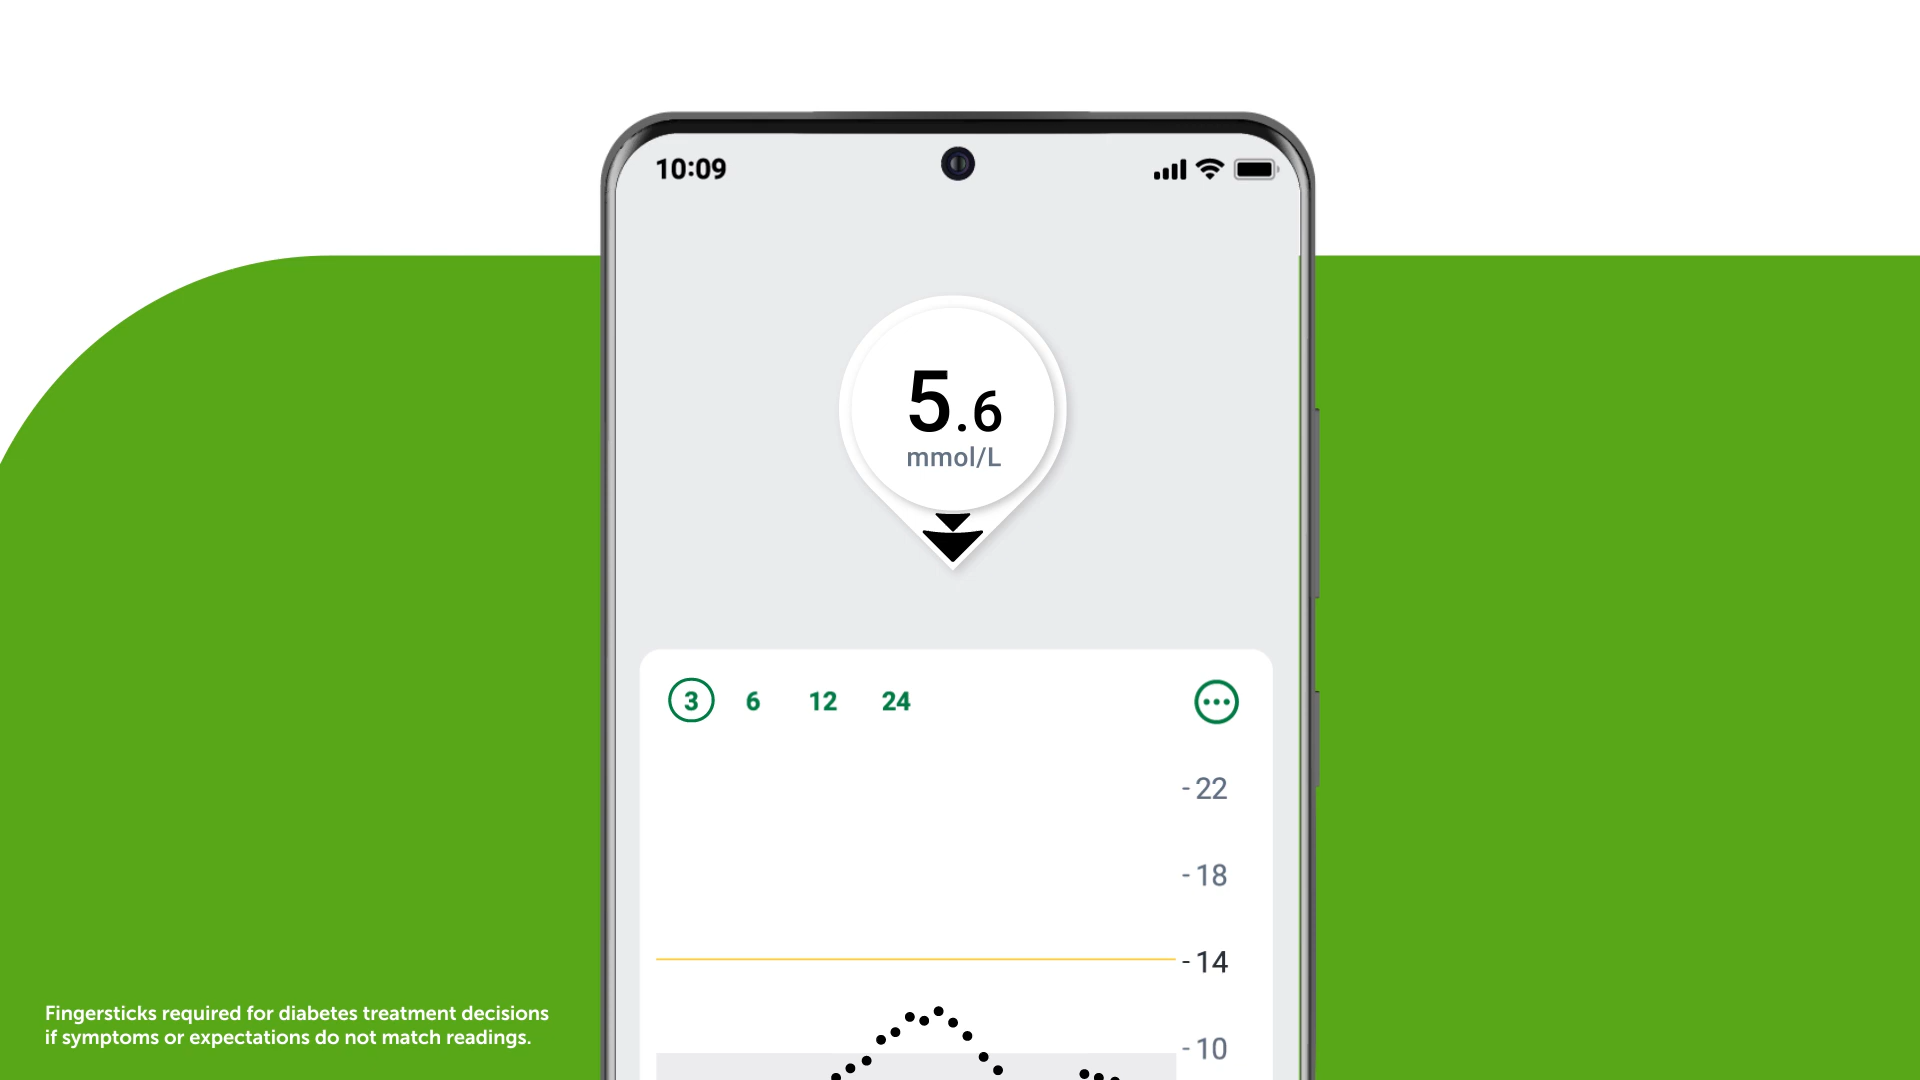 10:09
5.6
mmol/L
3 6 12 24
-22
-18
-14
-10
Fingersticks required for diabetes treatment decisions
if symptoms or expectations do not match readings.